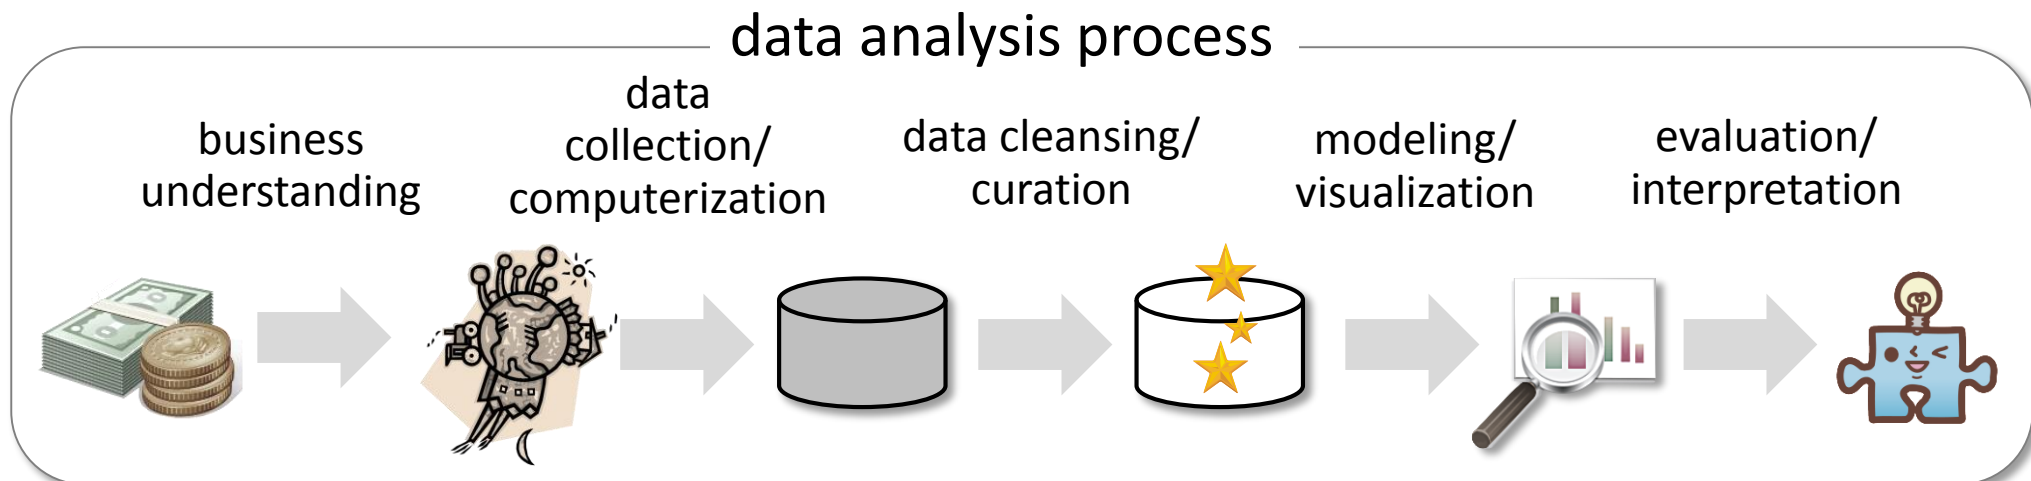 data analysis process
business
understanding
data
collection/
computerization
data cleansing/
curation
modeling/
visualization
evaluation/
interpretation